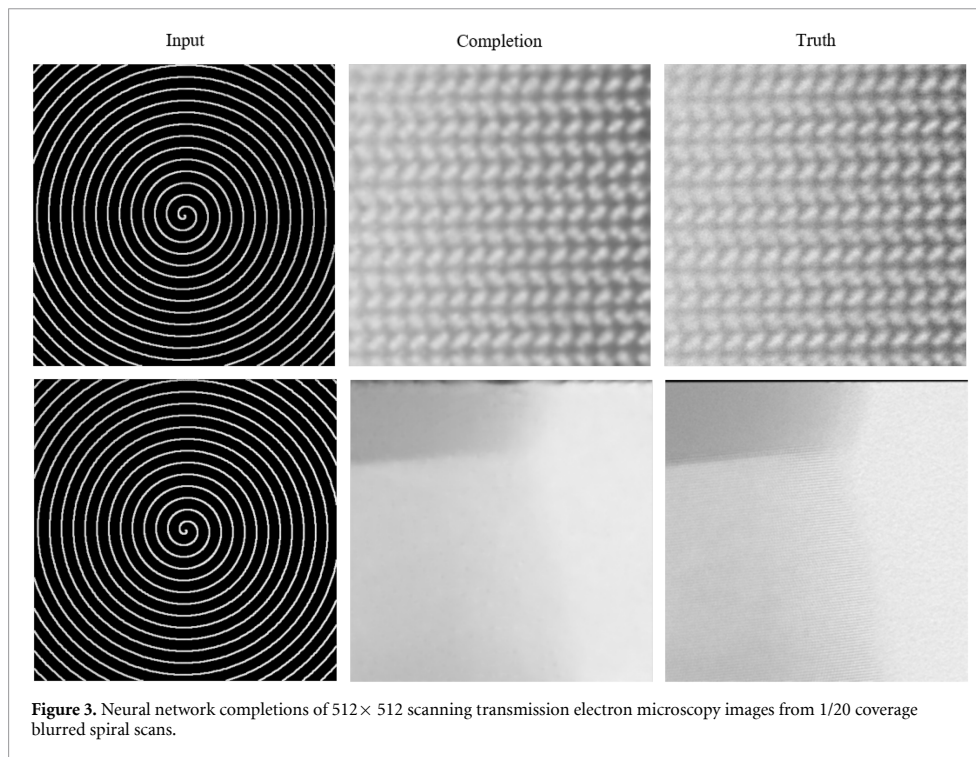 Input Completion Truth
Figure 3. Neural network completions of 512× 512 scanning transmission electron microscopy images from 1/20 coverage
blurred spiral scans.